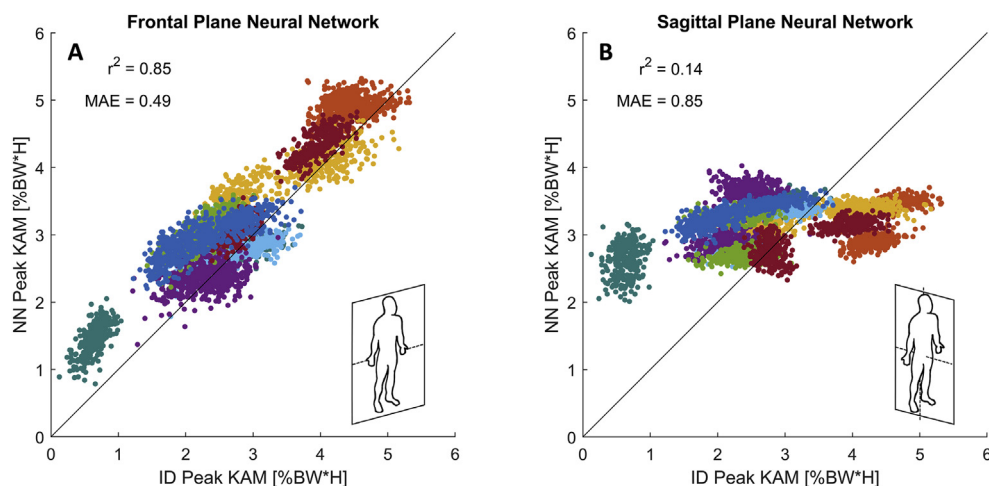 Frontal Plane Neural Network
A
r² = 0.85
MAE = 0.49
NN Peak KAM [%BW*H]
6
5
4
3
2
1
0
0 1 2 3 4 5 6
ID Peak KAM [%BW*H]
Sagittal Plane Neural Network
B
r² = 0.14
MAE = 0.85
NN Peak KAM [%BW*H]
6
5
4
3
2
1
0
0 1 2 3 4 5 6
ID Peak KAM [%BW*H]